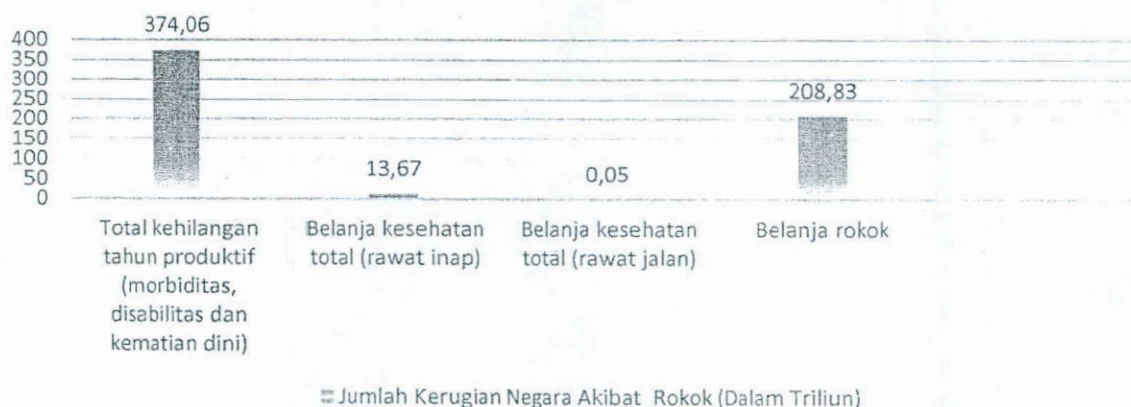 374,06
400
350
300
250
200
150
100
50
0
13,67
0,05
208,83
Total kehilangan
tahun produktif
(morbiditas,
disabilitas dan
kematian dini)
Belanja kesehatan
total (rawat inap)
Belanja kesehatan
total (rawat jalan)
Belanja rokok
Jumlah Kerugian Negara Akibat Rokok (Dalam Triliun)